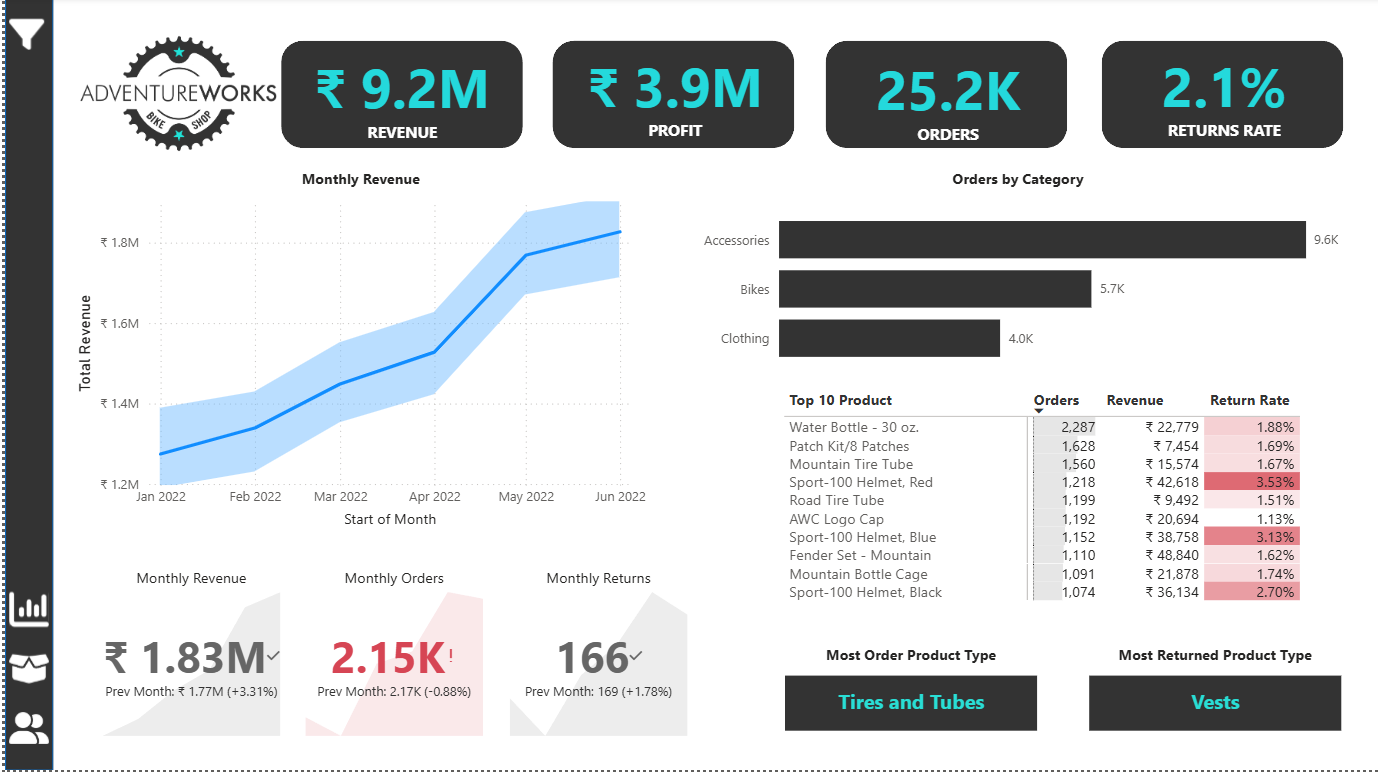 ADVENTUREWORKS
BIKE SHOP
₹ 9.2M
REVENUE
₹ 3.9M
PROFIT
25.2K
ORDERS
2.1%
RETURNS RATE
Monthly Revenue
Total Revenue
₹ 1.8M
₹ 1.6M
₹ 1.4M
₹ 1.2M
Jan 2022 Feb 2022 Mar 2022 Apr 2022 May 2022 Jun 2022
Start of Month
Orders by Category
Accessories 9.6K
Bikes 5.7K
Clothing 4.0K
Top 10 Product Orders Revenue Return Rate
Water Bottle - 30 oz. 2,287 ₹ 22,779 1.88%
Patch Kit/8 Patches 1,628 ₹ 7,454 1.69%
Mountain Tire Tube 1,560 ₹ 15,574 1.67%
Sport-100 Helmet, Red 1,218 ₹ 42,618 3.53%
Road Tire Tube 1,199 ₹ 9,492 1.51%
AWC Logo Cap 1,192 ₹ 20,694 1.13%
Sport-100 Helmet, Blue 1,152 ₹ 38,758 3.13%
Fender Set - Mountain 1,110 ₹ 48,840 1.62%
Mountain Bottle Cage 1,091 ₹ 21,878 1.74%
Sport-100 Helmet, Black 1,074 ₹ 36,134 2.70%
Monthly Revenue
₹ 1.83M
Prev Month: ₹ 1.77M (+3.31%)
Monthly Orders
2.15K!
Prev Month: 2.17K (-0.88%)
Monthly Returns
166
Prev Month: 169 (+1.78%)
Most Order Product Type
Tires and Tubes
Most Returned Product Type
Vests